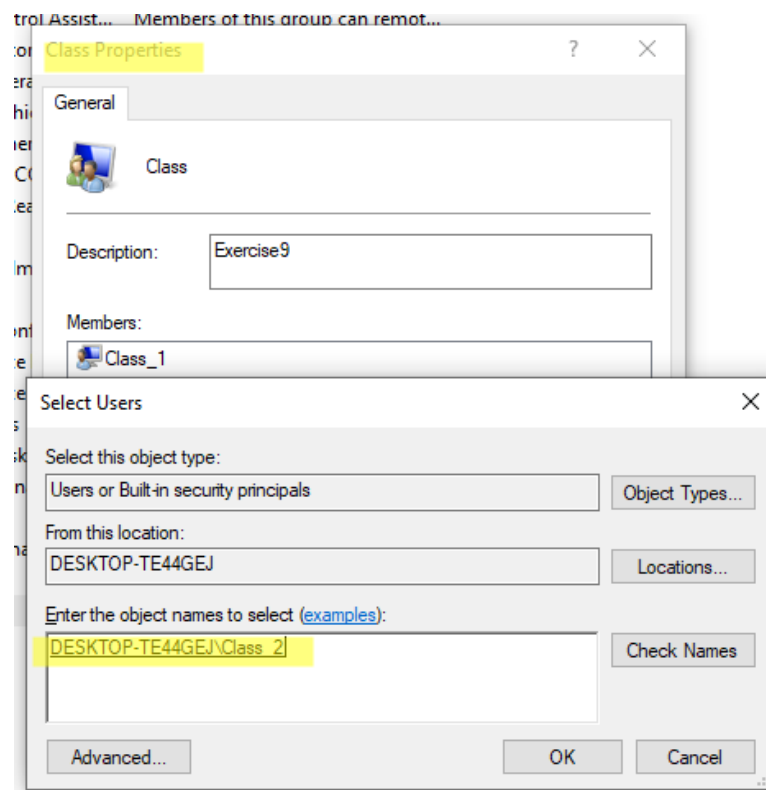 trol Assist... Members of this group can remot...
Class Properties
?
General
Class
Description:
Exercise9
Members:
Class_1
Select Users
Select this object type:
Users or Built-in security principals
Object Types...
From this location:
DESKTOP-TE44GEJ
Locations...
Enter the object names to select (examples):
DESKTOP-TE44GEJ\Class_2
Check Names
Advanced...
OK
Cancel